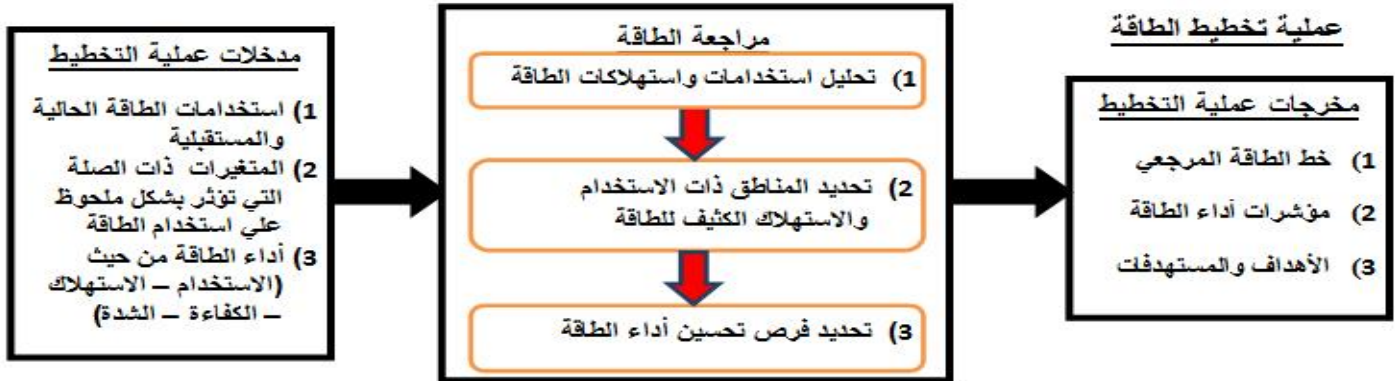 عملية تخطيط الطاقة
مدخلات عملية التخطيط
1) استخدامات الطاقة الحالية
والمستقبلية
2) المتغيرات ذات الصلة
التي تؤثر بشكل ملحوظ
علي استخدام الطاقة
3) أداء الطاقة من حيث
(الاستخدام – الاستهلاك
– الكفاءة – الشدة)
مراجعة الطاقة
1) تحليل استخدامات واستهلاكات الطاقة
2) تحديد المناطق ذات الاستخدام
والاستهلاك الكثيف للطاقة
3) تحديد فرص تحسين أداء الطاقة
مخرجات عملية التخطيط
1) خط الطاقة المرجعي
2) مؤشرات أداء الطاقة
3) الأهداف والمستهدفات